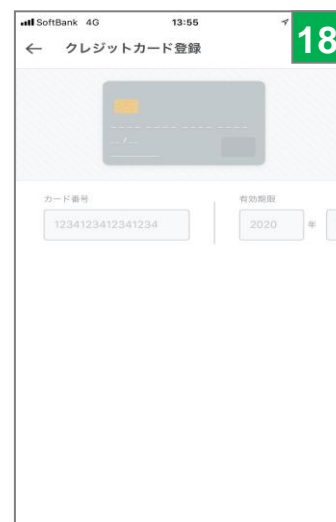 SoftBank 4G 13:55
18
← クレジットカード登録
---- ---- ---- ----
--/--
カード番号 有効期限
1234123412341234 2020 年